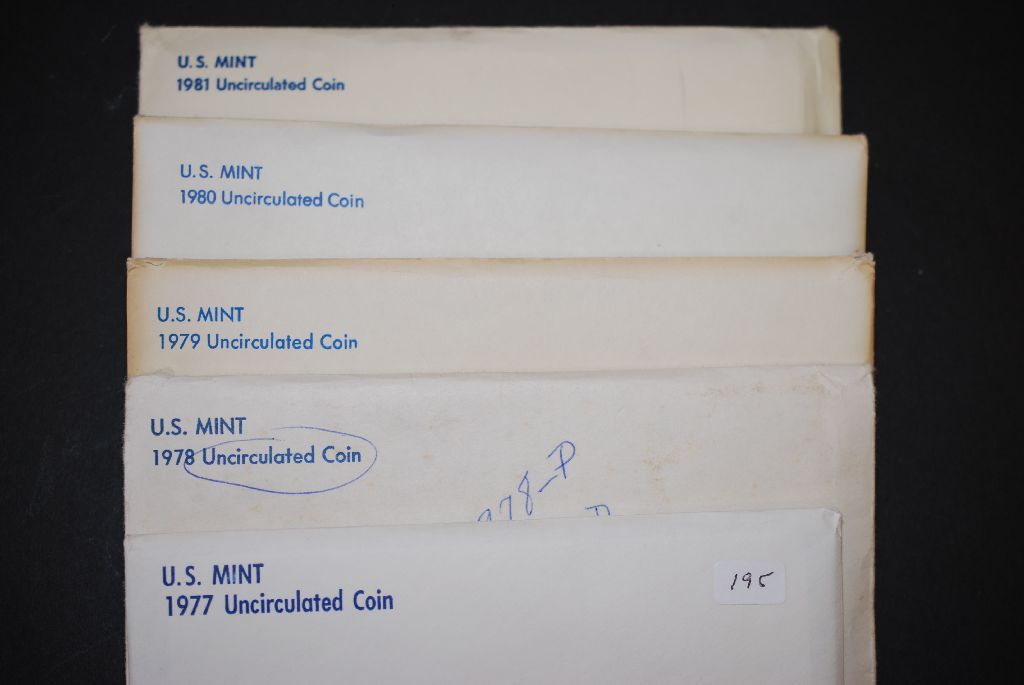 U.S. MINT
1981 Uncirculated Coin
U.S. MINT
1980 Uncirculated Coin
U.S. MINT
1979 Uncirculated Coin
U.S. MINT
1978 Uncirculated Coin
978-P
U.S. MINT
1977 Uncirculated Coin
195